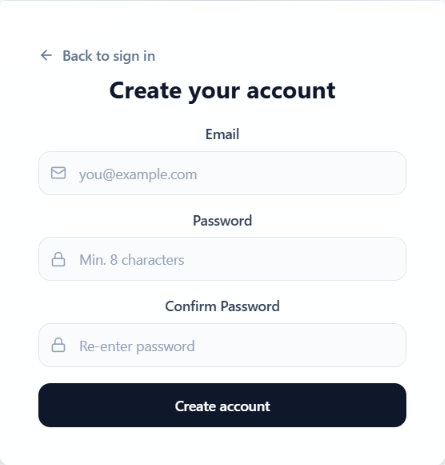 Back to sign in
Create your account
Email
you@example.com
Password
Min. 8 characters
Confirm Password
Re-enter password
Create account